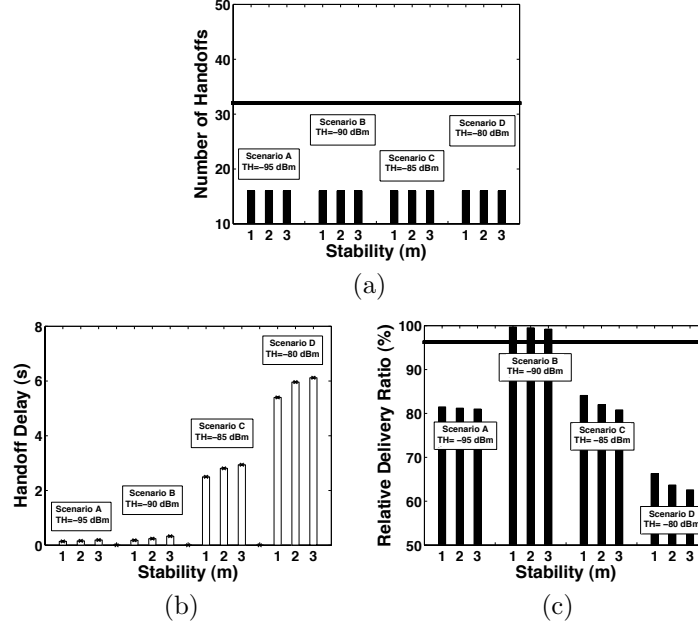 50
40
30
20
10
Number of Handoffs
Scenario A
TH=−95 dBm
Scenario B
TH=−90 dBm
Scenario C
TH=−85 dBm
Scenario D
TH=−80 dBm
1 2 3 1 2 3 1 2 3 1 2 3
Stability (m)
(a)
8
6
4
2
0
Handoff Delay (s)
Scenario A
TH=−95 dBm
Scenario B
TH=−90 dBm
Scenario C
TH=−85 dBm
Scenario D
TH=−80 dBm
1 2 3 1 2 3 1 2 3 1 2 3
Stability (m)
(b)
100
90
80
70
60
50
Relative Delivery Ratio (%)
Scenario A
TH= −95 dBm
Scenario B
TH= −90 dBm
Scenario C
TH= −85 dBm
Scenario D
TH= −80 dBm
1 2 3 1 2 3 1 2 3 1 2 3
Stability (m)
(c)